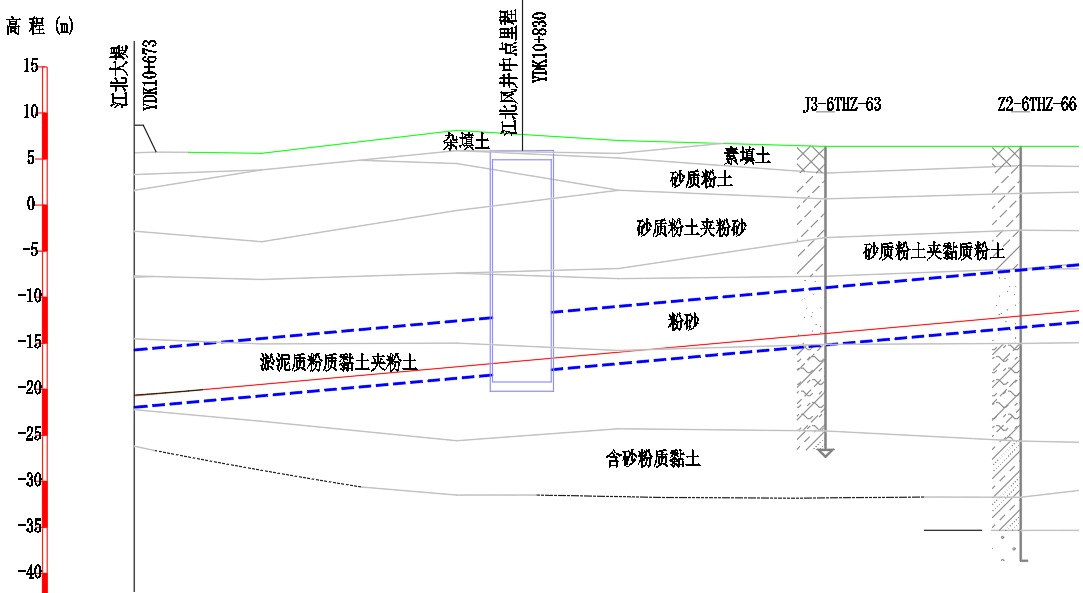 高 程 (m)
15
10
5
0
-5
-10
-15
-20
-25
-30
-35
-40
江北大堤
YDK10+673
江北风井中点里程
YDK10+830
J3-6THZ-63
Z2-6THZ-66
杂填土
素填土
砂质粉土
砂质粉土夹粉砂
砂质粉土夹黏质粉土
粉砂
淤泥质粉质黏土夹粉土
含砂粉质黏土